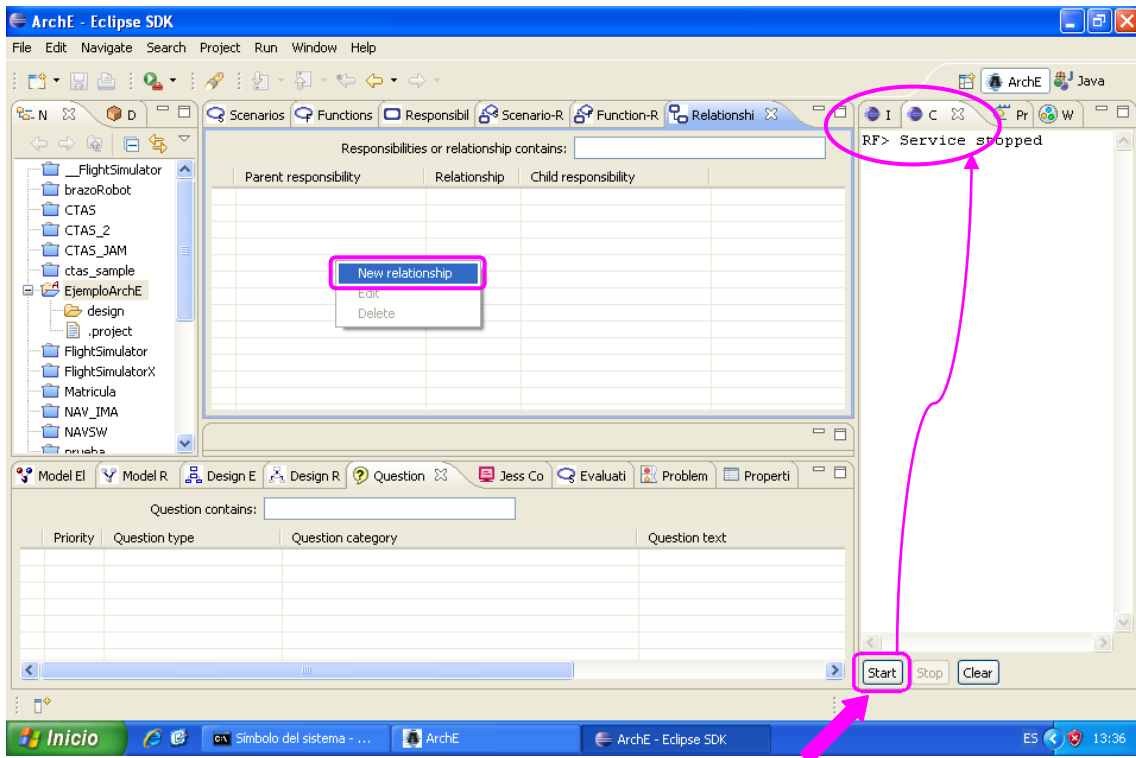 ArchE - Eclipse SDK
File Edit Navigate Search Project Run Window Help
ArchE Java
N D
Scenarios Functions Responsibil Scenario-R Function-R Relationshi
I C Pr W
Responsibilities or relationship contains:
RF> Service stopped
Parent responsibility Relationship Child responsibility
__FlightSimulator
brazoRobot
CTAS
CTAS_2
CTAS_JAM
ctas_sample
EjemploArchE
design
.project
FlightSimulator
FlightSimulatorX
Matricula
NAV_IMA
NAVSW
prueba
New relationship
Edit
Delete
Model El Model R Design E Design R Question Jess Co Evaluati Problem Properti
Question contains:
Priority Question type Question category Question text
Start Stop Clear
Inicio Símbolo del sistema - ... ArchE ArchE - Eclipse SDK ES 13:36